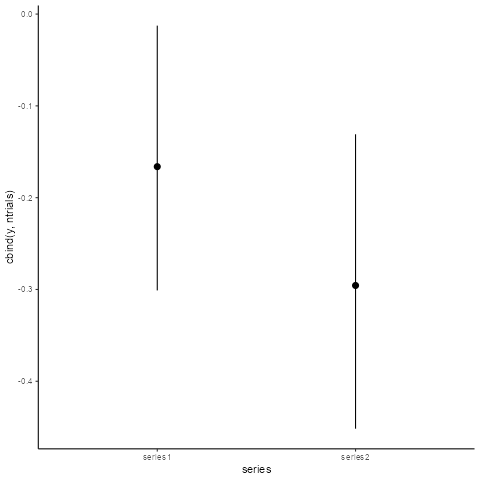 cbind(y, ntrials)
0.0
-0.1
-0.2
-0.3
-0.4
series1
series2
series